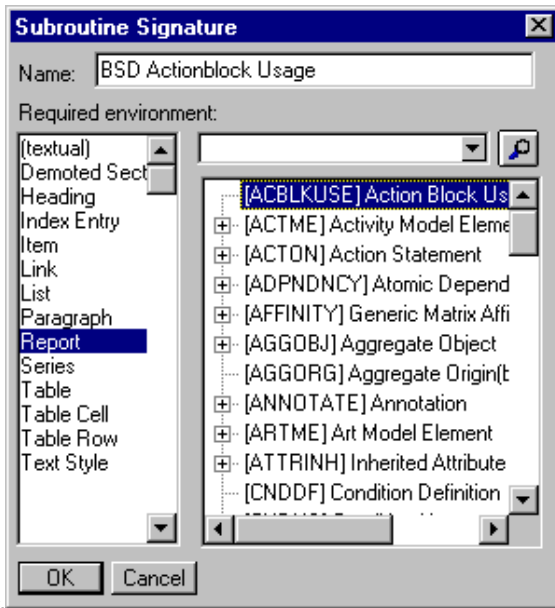 Subroutine Signature
Name: BSD Actionblock Usage
Required environment:
(textual)
Demoted Sect
Heading
Index Entry
Item
Link
List
Paragraph
Report
Series
Table
Table Cell
Table Row
Text Style
[ACBLKUSE] Action Block Us
[ACTME] Activity Model Eleme
[ACTON] Action Statement
[ADPNDNCY] Atomic Depend
[AFFINITY] Generic Matrix Affi
[AGGOBJ] Aggregate Object
[AGGORG] Aggregate Origin(t
[ANNOTATE] Annotation
[ARTME] Art Model Element
[ATTRINH] Inherited Attribute
[CNDDF] Condition Definition
OK Cancel